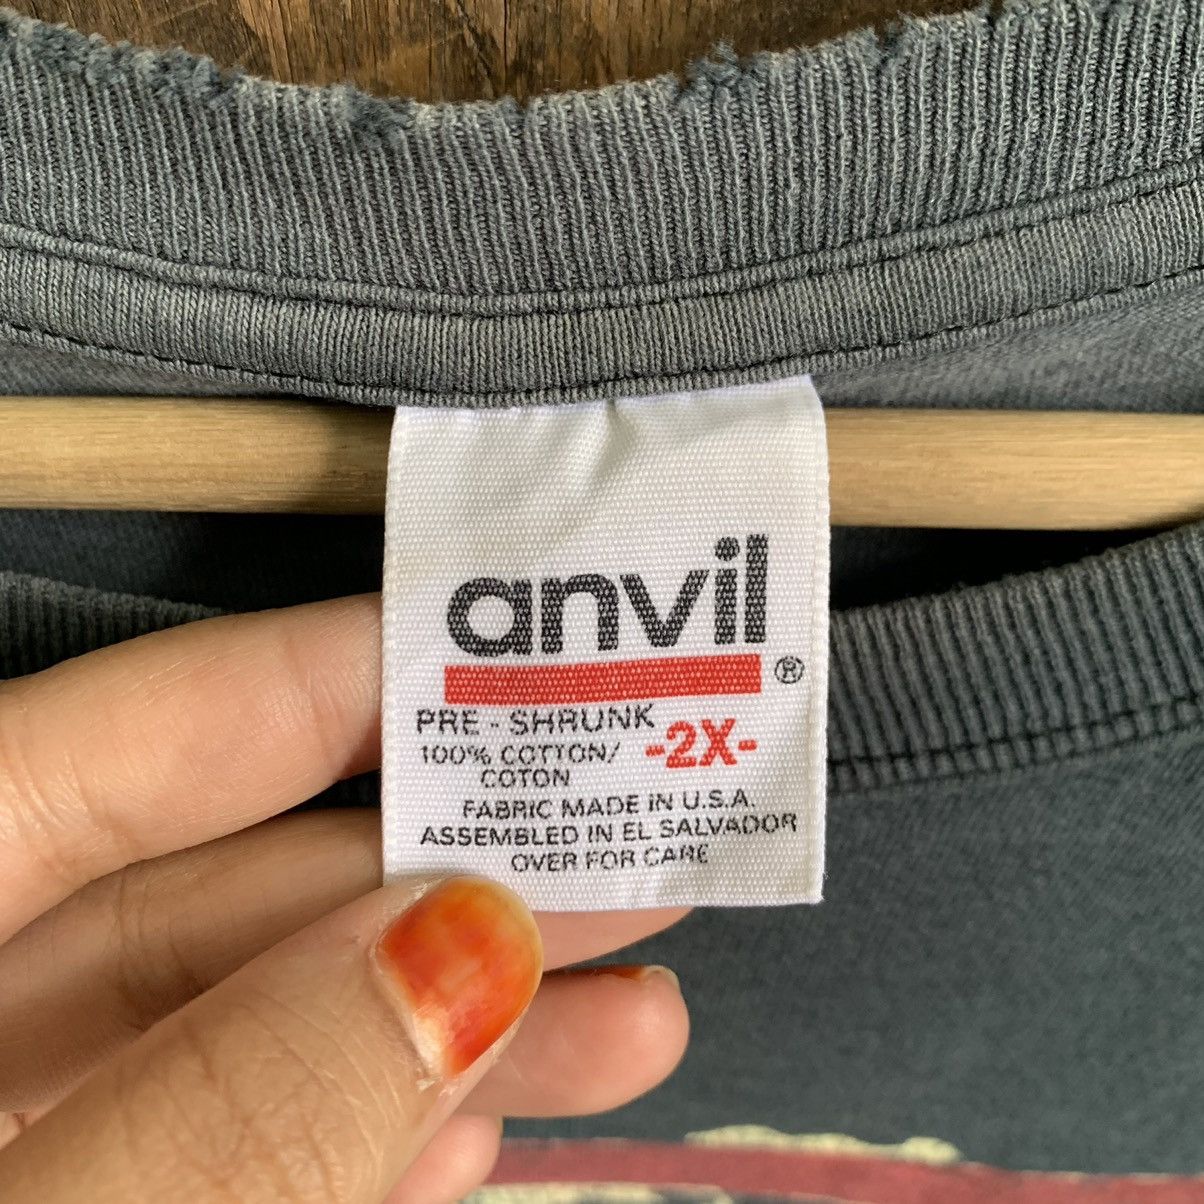 anvil
®
PRE - SHRUNK
100% COTTON/
COTON
-2X-
FABRIC MADE IN U.S.A.
ASSEMBLED IN EL SALVADOR
OVER FOR CARE